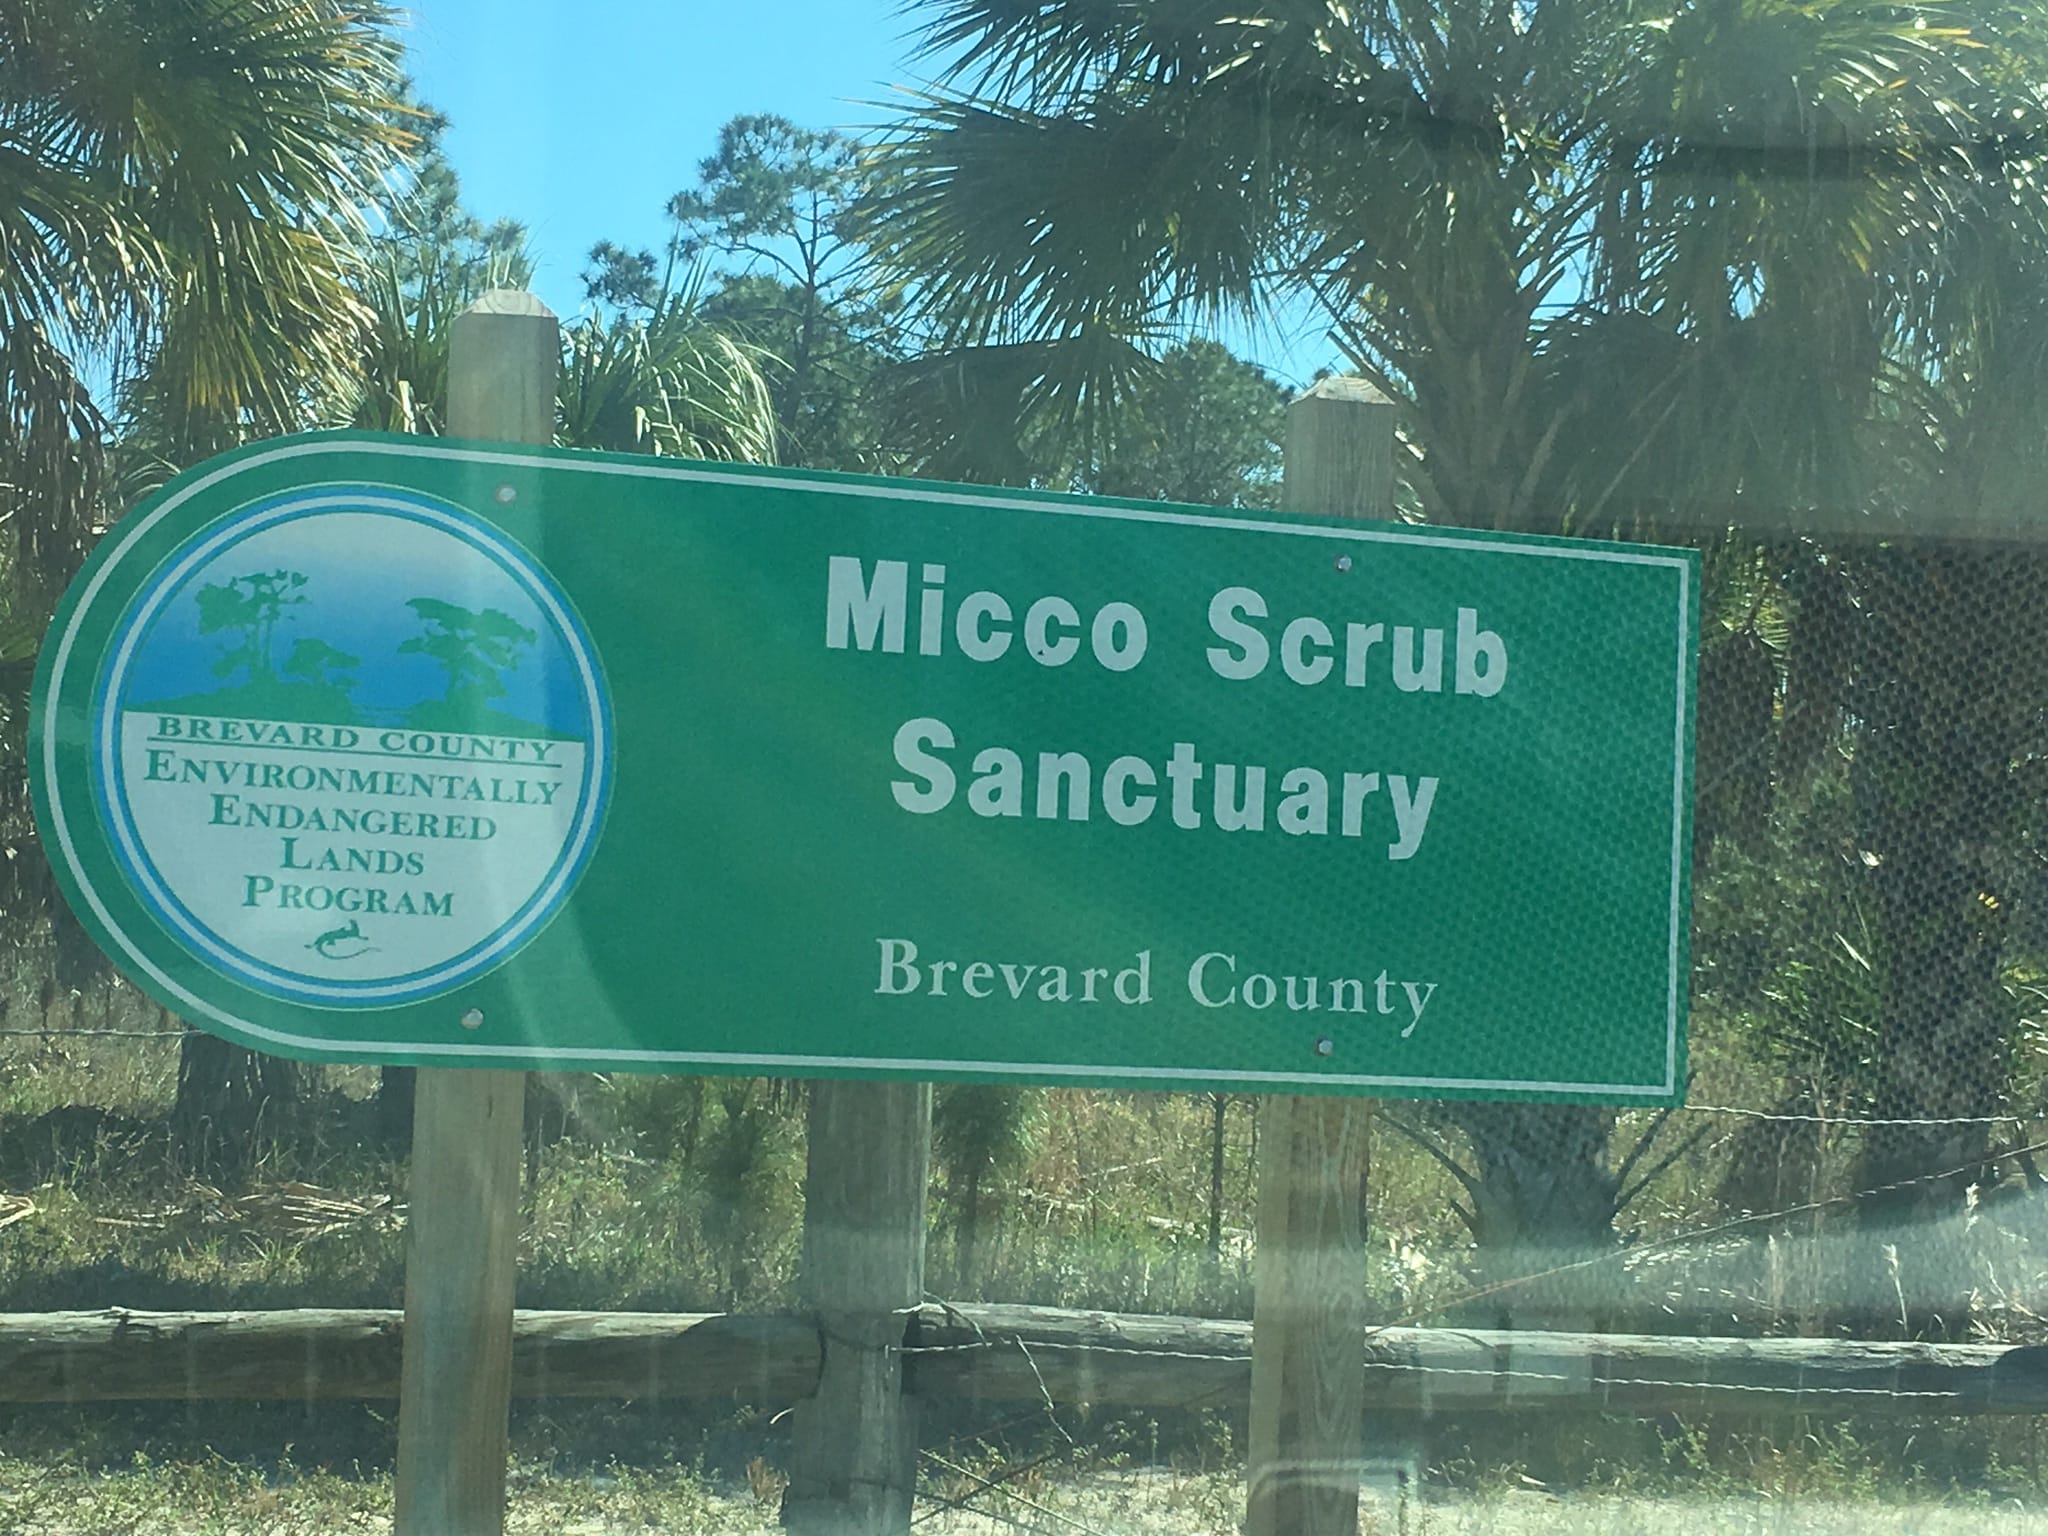 BREVARD COUNTY
ENVIRONMENTALLY
ENDANGERED
LANDS
PROGRAM
Micco Scrub
Sanctuary
Brevard County